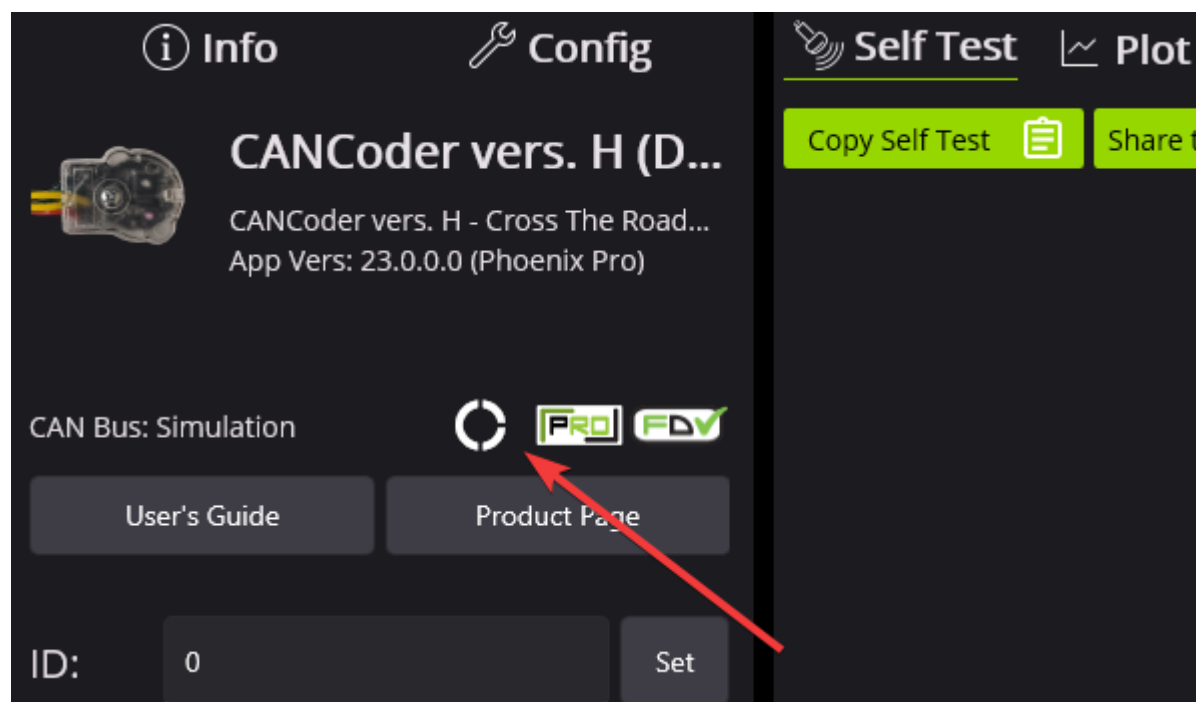 Info
Config
Self Test
Plot
CANCoder vers. H (D...
CANCoder vers. H - Cross The Road...
App Vers: 23.0.0.0 (Phoenix Pro)
Copy Self Test
Share t
CAN Bus: Simulation
PRO
FD
User's Guide
Product Page
ID:
0
Set